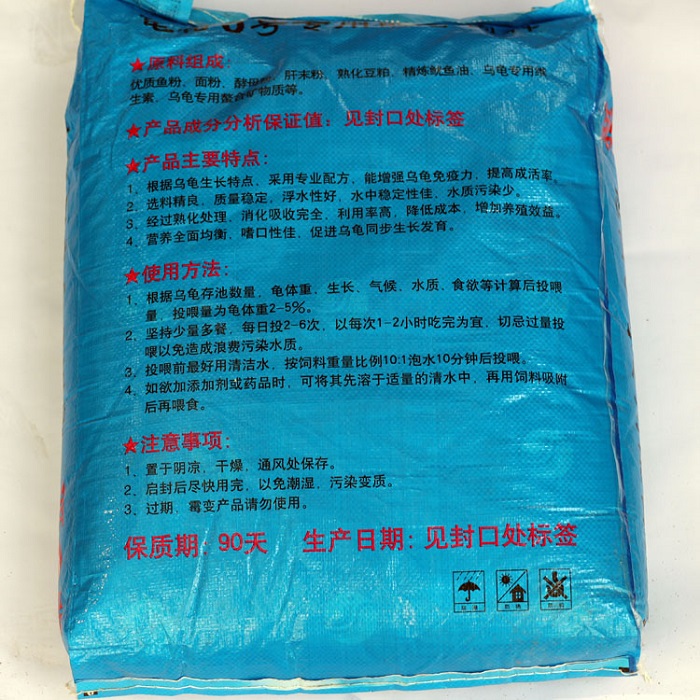 ★原料组成：
优质鱼粉、面粉、酵母粉、肝末粉、熟化豆粕、精炼鱿鱼油、乌龟专用维
生素、乌龟专用螯合矿物质等。
★产品成分分析保证值：见封口处标签
★产品主要特点：
1、根据乌龟生长特点、采用专业配方、能增强乌龟免疫力、提高成活率。
2、选料精良、质量稳定、浮水性好，水中稳定性佳、水质污染少。
3、经过熟化处理、消化吸收完全、利用率高，降低成本，增加养殖效益。
4、营养全面均衡、嗜口性佳，促进乌龟同步生长发育。
★使用方法：
1、根据乌龟存池数量、龟体重、生长、气候、水质、食欲等计算后投喂
量，投喂量为龟体重2-5%。
2、坚持少量多餐，每日投2-6次，以每次1-2小时吃完为宜，切忌过量投
喂以免造成浪费污染水质。
3、投喂前最好用清洁水，按饲料重量比例10:1泡水10分钟后投喂。
4、如欲加添加剂或药品时，可将其先溶于适量的清水中，再用饲料吸附
后再喂食。
★注意事项：
1、置于阴凉，干燥，通风处保存。
2、启封后尽快用完，以免潮湿，污染变质。
3、过期，霉变产品请勿使用。
保质期：90天 生产日期：见封口处标签